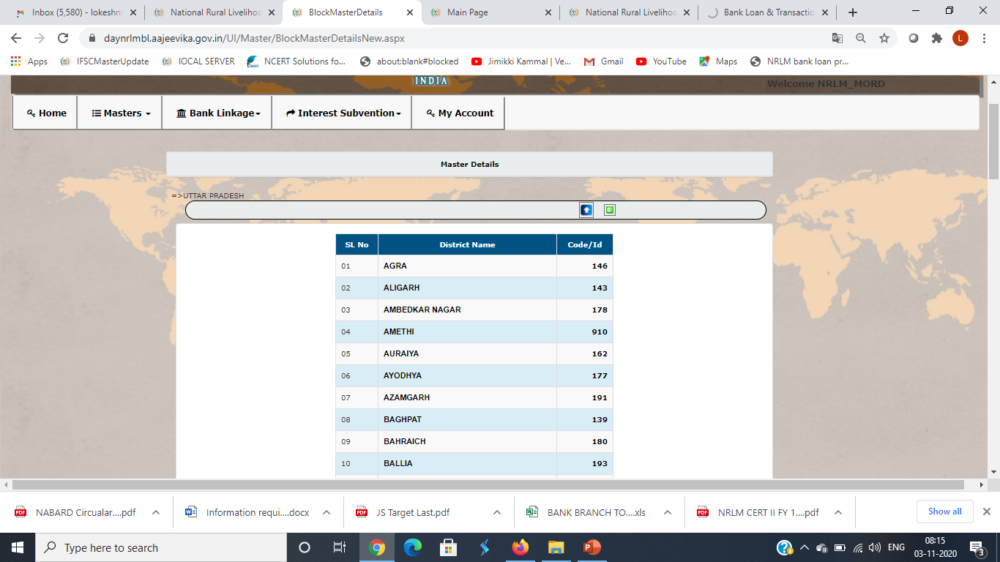 Inbox (5,580) - lokeshnr
National Rural Livelihoo
BlockMasterDetails
Main Page
National Rural Livelihoo
Bank Loan & Transactio
daynrlmbl.aajeevika.gov.in/UI/Master/BlockMasterDetailsNew.aspx
L
Apps
IFSCMasterUpdate
lOCAL SERVER
NCERT Solutions fo...
about:blank#blocked
Jimikki Kammal | Ve...
Gmail
YouTube
Maps
NRLM bank loan pr...
INDIA
Welcome NRLM_MORD
Home
Masters
Bank Linkage
Interest Subvention
My Account
Master Details
=>UTTAR PRADESH
SL No District Name Code/Id
01 AGRA 146
02 ALIGARH 143
03 AMBEDKAR NAGAR 178
04 AMETHI 910
05 AURAIYA 162
06 AYODHYA 177
07 AZAMGARH 191
08 BAGHPAT 139
09 BAHRAICH 180
10 BALLIA 193
NABARD Circualar....pdf
Information requi....docx
JS Target Last.pdf
BANK BRANCH TO....xls
NRLM CERT II FY 1....pdf
Show all
Type here to search
ENG
08:15
03-11-2020
3